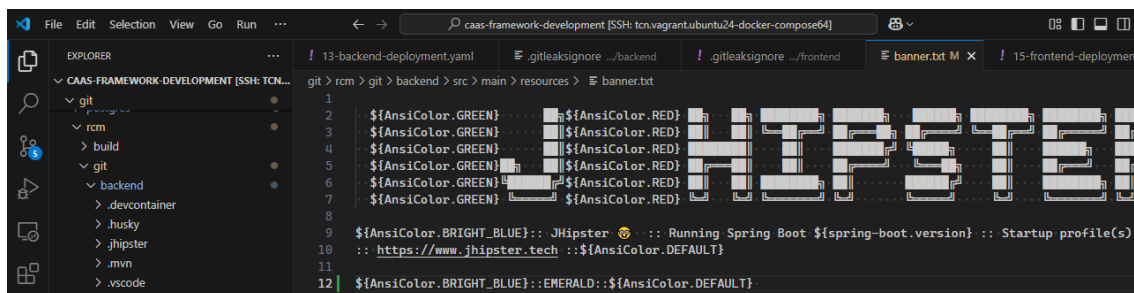 File Edit Selection View Go Run ···
caas-framework-development [SSH: tcn.vagrant.ubuntu24-docker-compose64]
EXPLORER ···
13-backend-deployment.yaml
.gitleaksignore .../backend
.gitleaksignore .../frontend
banner.txt M
15-frontend-deploymen
CAAS-FRAMEWORK-DEVELOPMENT [SSH: TCN...
git > rcm > git > backend > src > main > resources > banner.txt
git
postgres
rcm
build
git
backend
.devcontainer
.husky
.jhipster
.mvn
.vscode
5
1
2 ${AnsiColor.GREEN} ${AnsiColor.RED}
3 ${AnsiColor.GREEN} ${AnsiColor.RED}
4 ${AnsiColor.GREEN} ${AnsiColor.RED}
5 ${AnsiColor.GREEN} ${AnsiColor.RED}
6 ${AnsiColor.GREEN} ${AnsiColor.RED}
7 ${AnsiColor.GREEN} ${AnsiColor.RED}
8
9 ${AnsiColor.BRIGHT_BLUE}:: JHipster 🤓 :: Running Spring Boot ${spring-boot.version} :: Startup profile(s)
10 :: https://www.jhipster.tech ::${AnsiColor.DEFAULT}
11
12 ${AnsiColor.BRIGHT_BLUE}::EMERALD::${AnsiColor.DEFAULT}